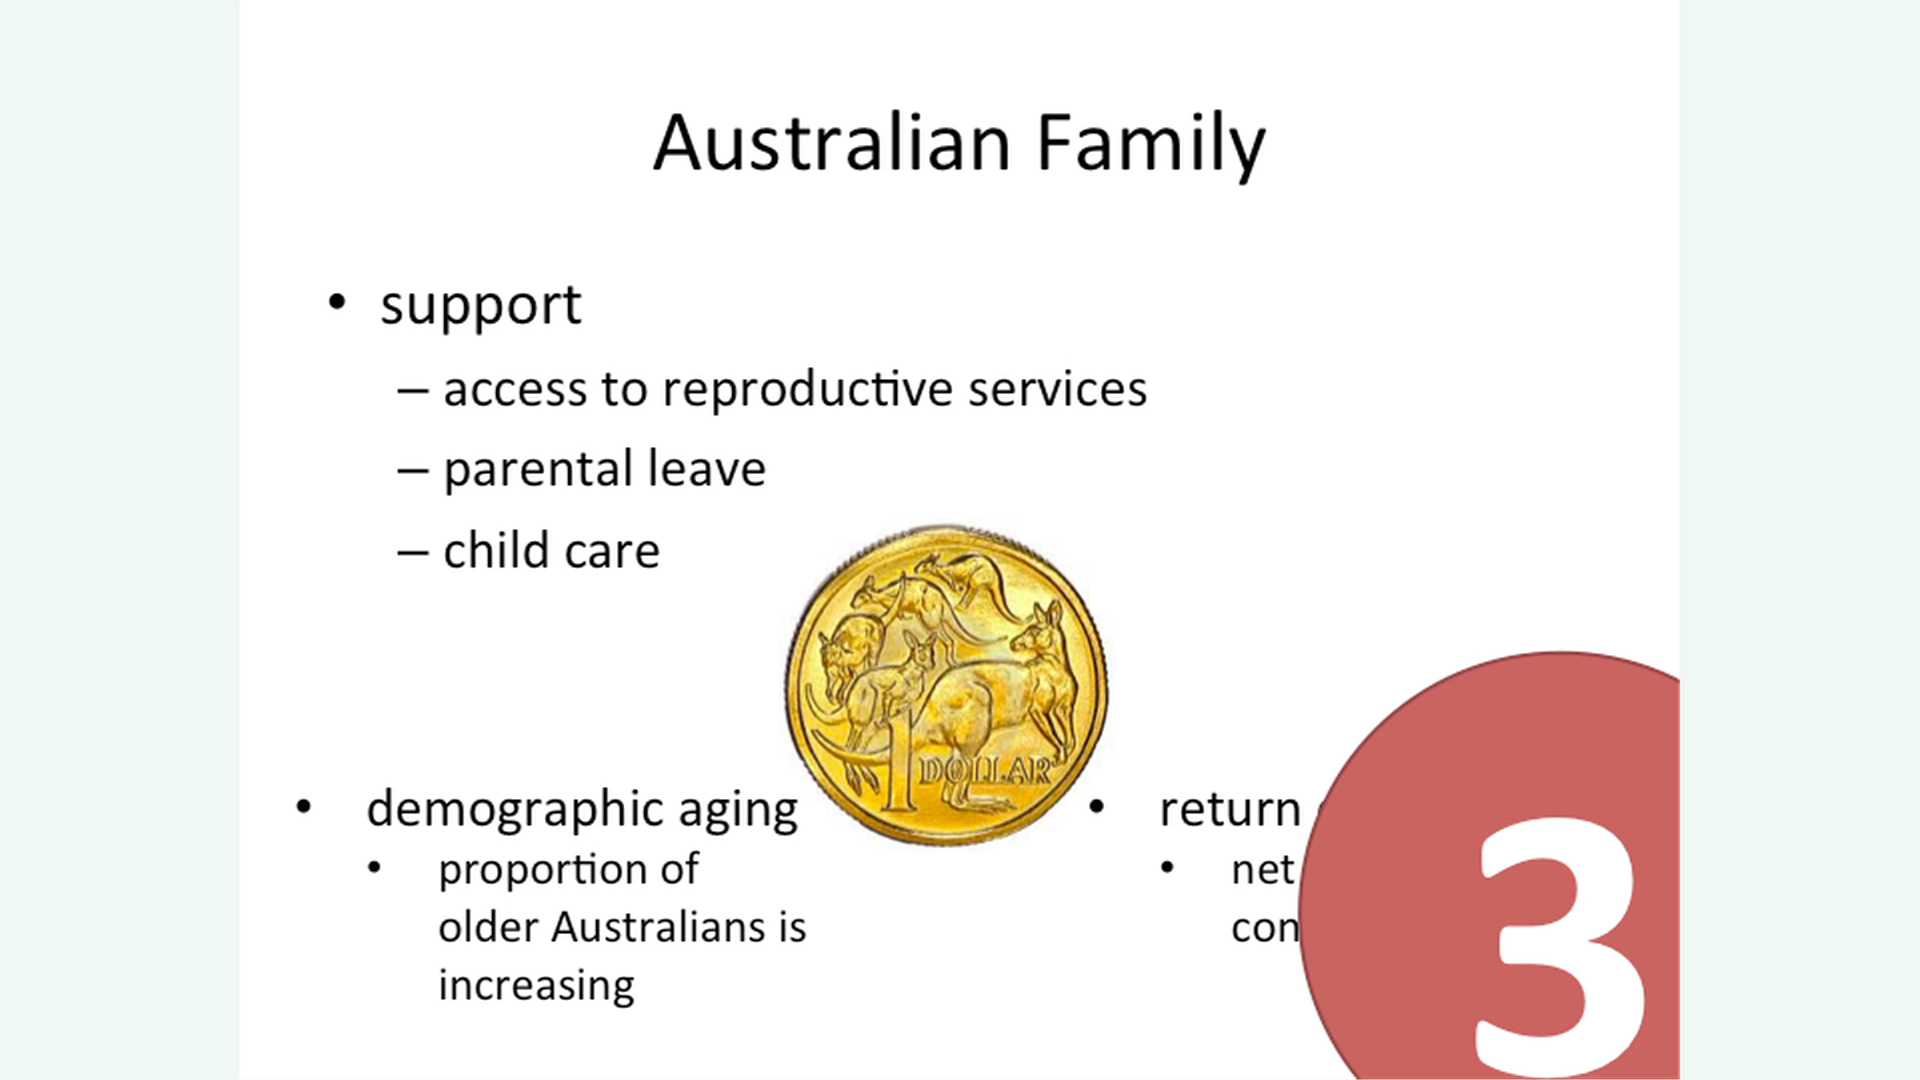 Australian Family
• support
– access to reproductive services
– parental leave
– child care
1 DOLLAR
• demographic aging
• proportion of
older Australians is
increasing
• return
• net
3